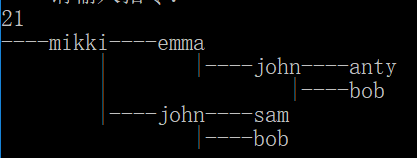 21
----mikki----emma
|----john----anty
|----bob
|----john----sam
|----bob